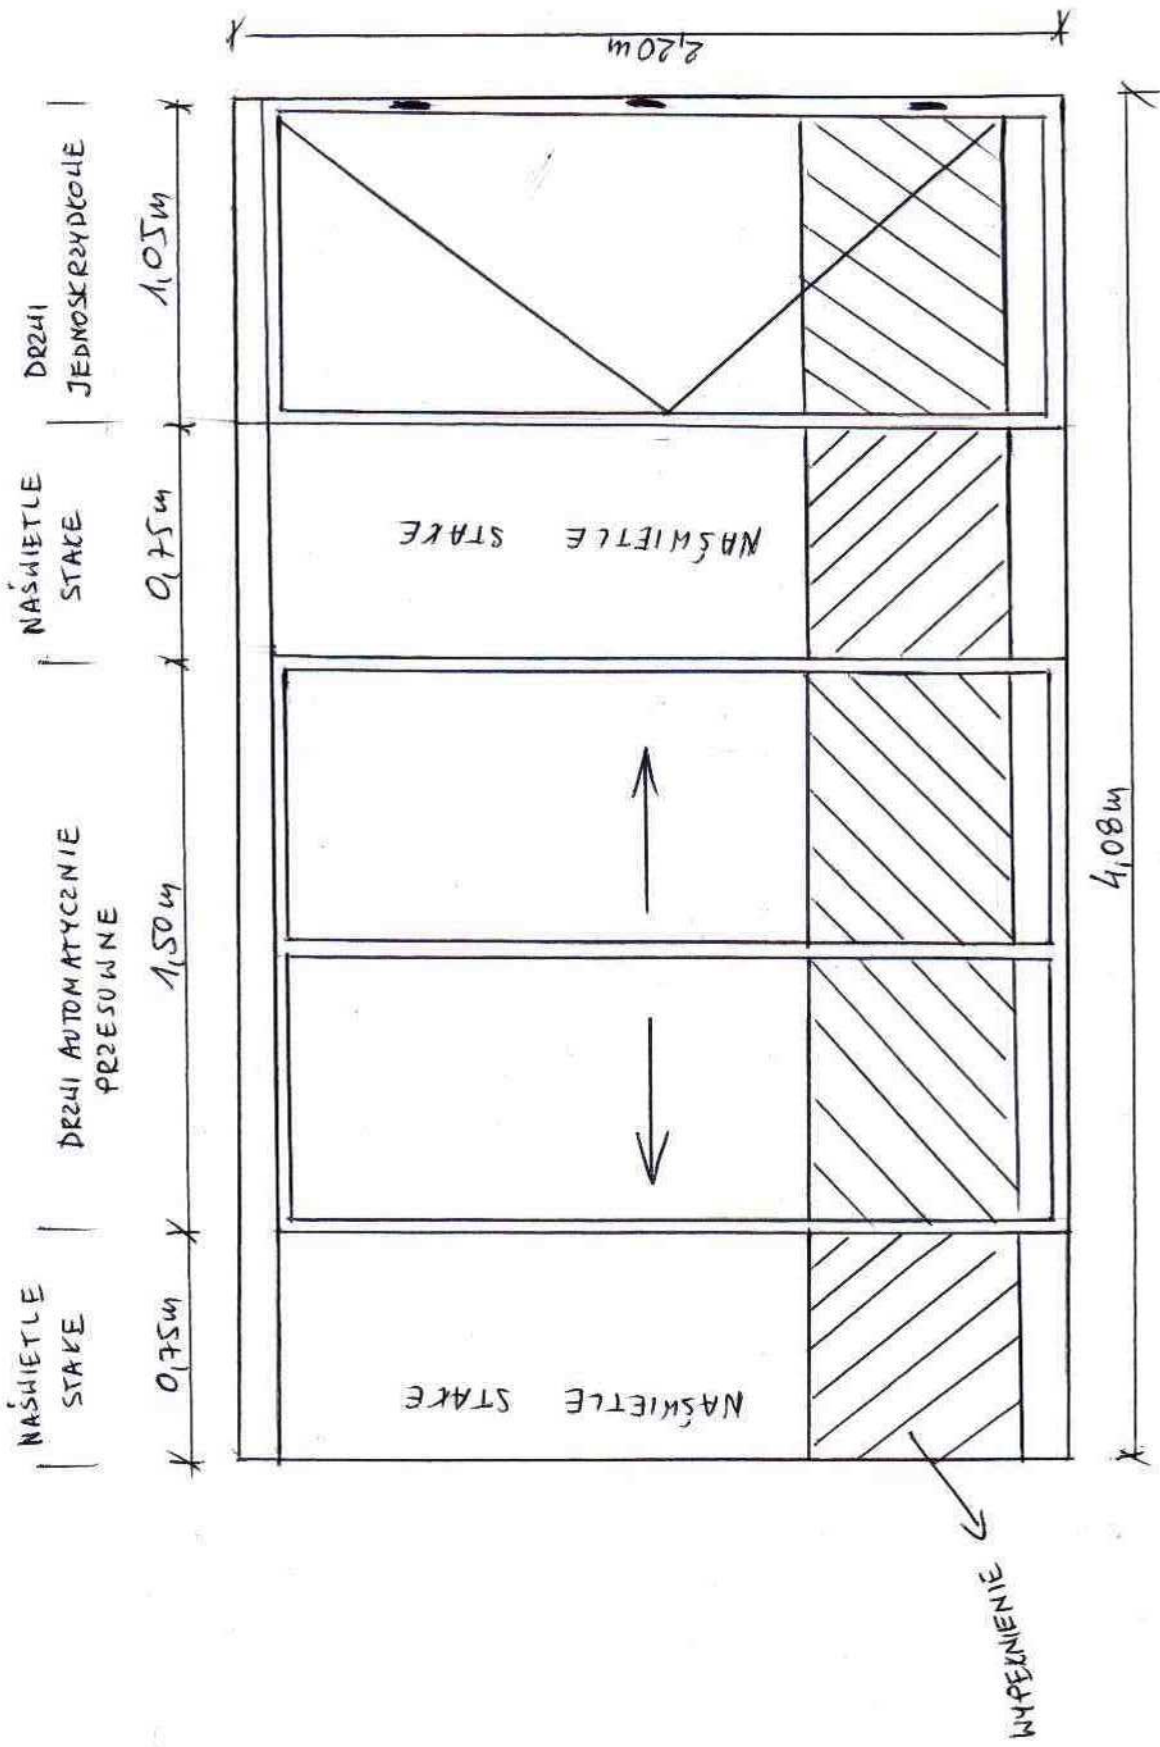 NAŚWIETLE
STAŁE
DRZWI AUTOMATYCZNIE
PRZESUWNE
NAŚWIETLE
STAŁE
DRZWI
JEDNOSKRZYDŁOWE
0,75m
1,50m
0,75m
1,05m
2,20m
NAŚWIETLE STAŁE
NAŚWIETLE STAŁE
4,08m
WYPEŁNIENIE